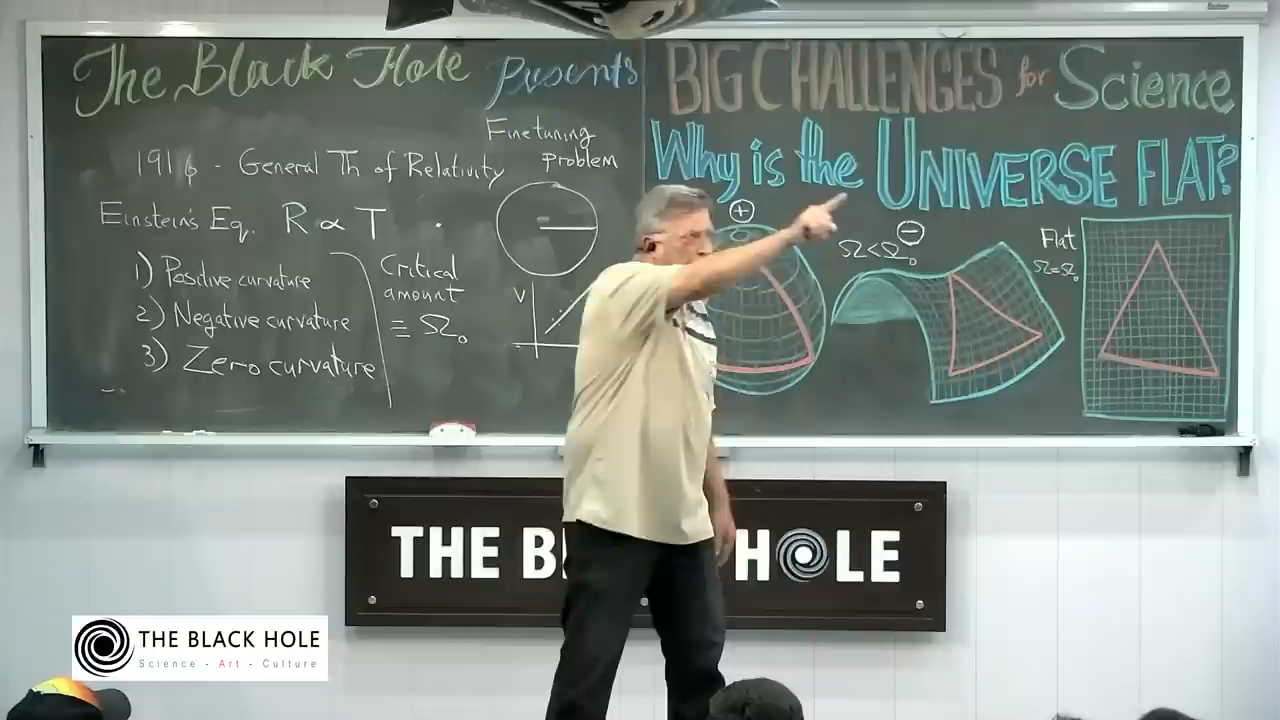 The Black Hole Presents
BIG CHALLENGES for Science
Why is the UNIVERSE FLAT?
Finetuning
Problem
1916 - General Th of Relativity
Einstein's Eq. R ∝ T
1) Positive curvature
2) Negative curvature
3) Zero curvature
Critical
amount
≡ Ω₀
V
⊕
Ω<Ω₀ ⊖
Flat
Ω=Ω₀
THE B HOLE
THE BLACK HOLE
Science - Art - Culture